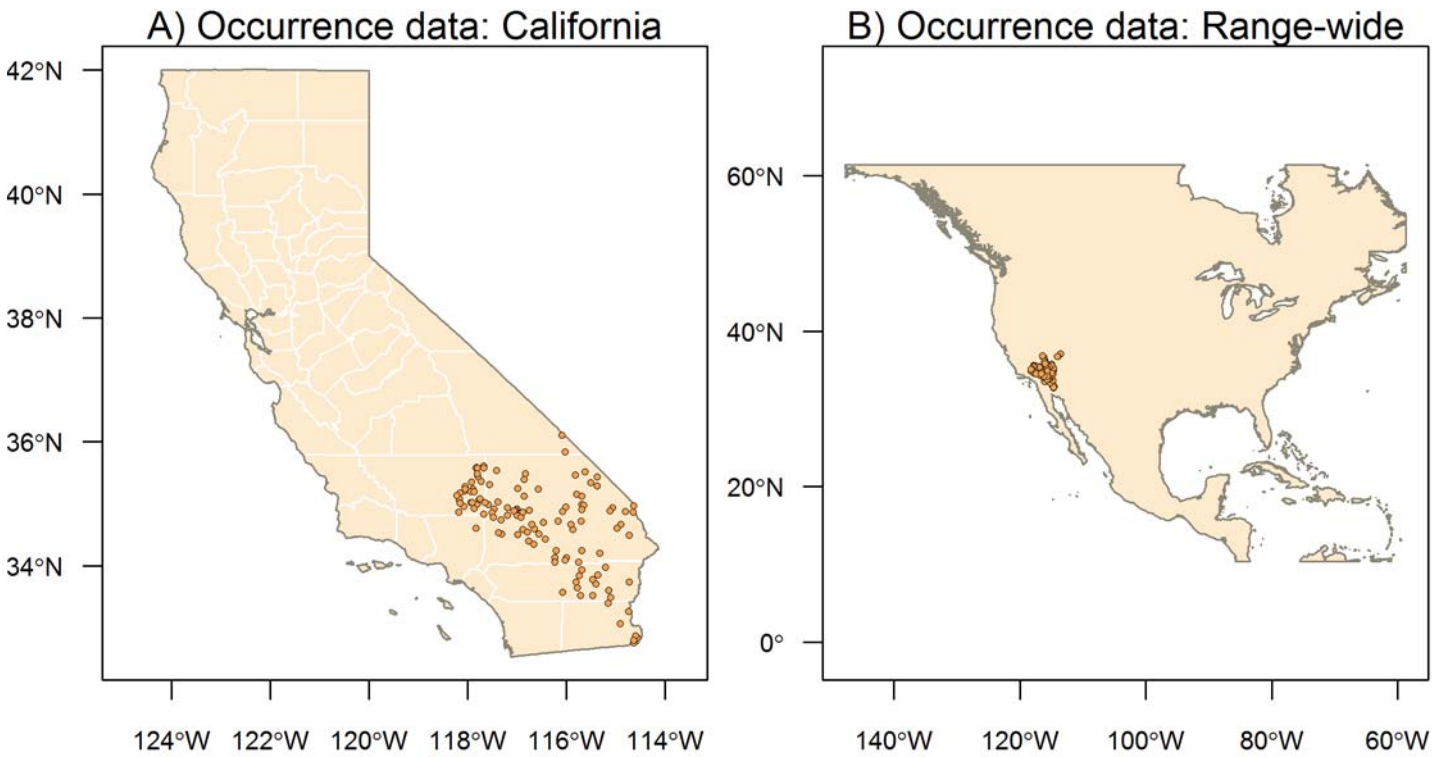 A) Occurrence data: California
42°N
40°N
38°N
36°N
34°N
124°W 122°W 120°W 118°W 116°W 114°W
B) Occurrence data: Range-wide
60°N
40°N
20°N
0°
140°W 120°W 100°W 80°W 60°W